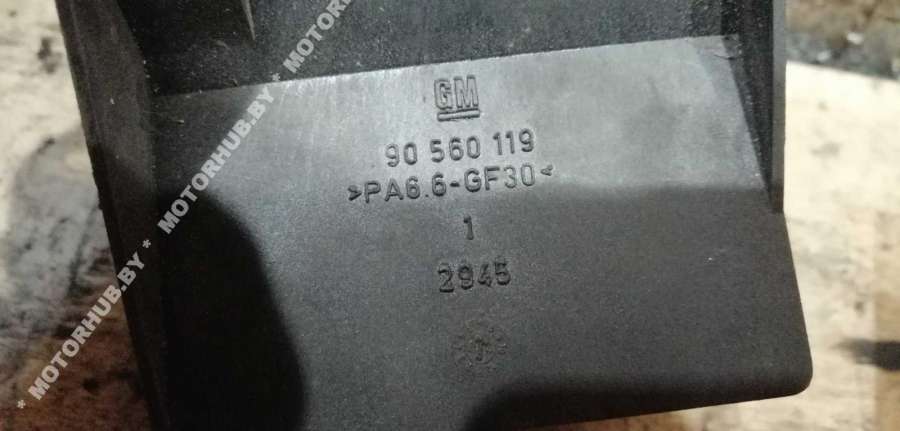 GM
90 560 119
>PA6.6-GF30<
1
2945
* MOTORHUB.BY * MOTORHUB.BY * MOTORHUB.BY